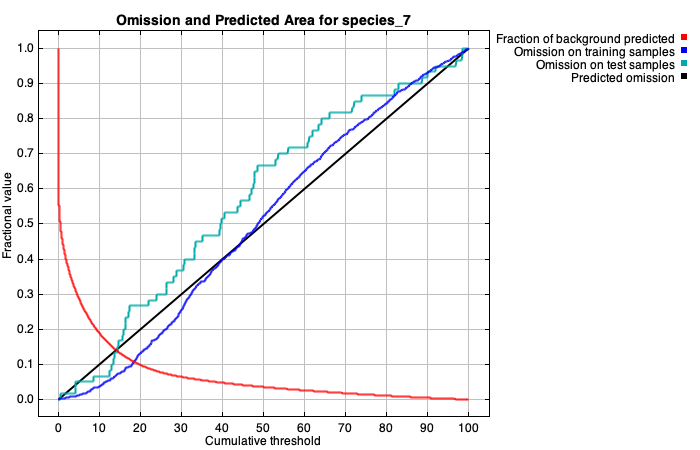 Omission and Predicted Area for species_7
Fraction of background predicted
Omission on training samples
Omission on test samples
Predicted omission
Fractional value
1.0
0.9
0.8
0.7
0.6
0.5
0.4
0.3
0.2
0.1
0.0
0 10 20 30 40 50 60 70 80 90 100
Cumulative threshold